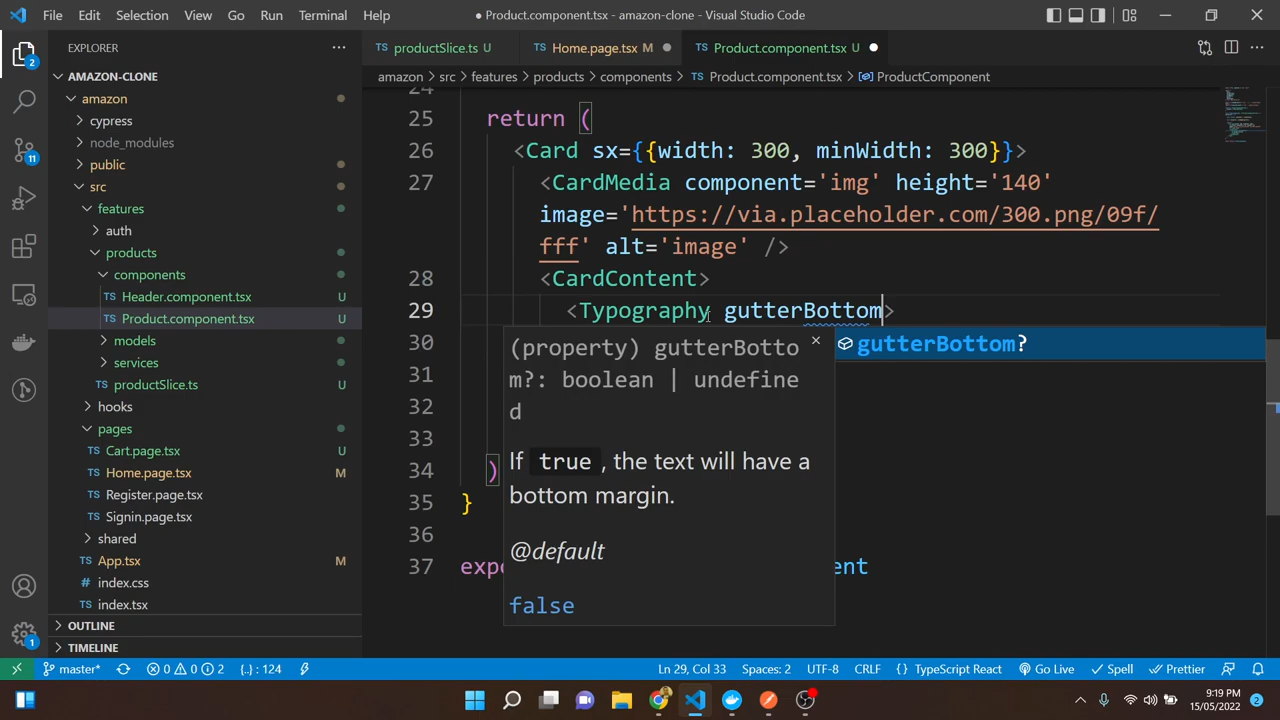 File Edit Selection View Go Run Terminal Help
● Product.component.tsx - amazon-clone - Visual Studio Code
EXPLORER
AMAZON-CLONE
amazon
cypress
node_modules
public
src
features
auth
products
components
Header.component.tsx U
Product.component.tsx U
models
services
productSlice.ts U
hooks
pages
Cart.page.tsx U
Home.page.tsx M
Register.page.tsx
Signin.page.tsx
shared
App.tsx M
index.css
index.tsx
OUTLINE
TIMELINE
2
11
1
productSlice.ts U
Home.page.tsx M
Product.component.tsx U
amazon > src > features > products > components > Product.component.tsx > ProductComponent
24
25 return (
26 <Card sx={{width: 300, minWidth: 300}}>
27 <CardMedia component='img' height='140'
image='https://via.placeholder.com/300.png/09f/
fff' alt='image' />
28 <CardContent>
29 <Typography gutterBottom>
30
31
32
33
34 )
35 }
36
37 expo ent
gutterBottom?
(property) gutterBotto
m?: boolean | undefine
d
If true, the text will have a
bottom margin.
@default
false
master* 0 0 2 {..} : 124
Ln 29, Col 33 Spaces: 2 UTF-8 CRLF {} TypeScript React Go Live Spell Prettier
9:19 PM
15/05/2022
2